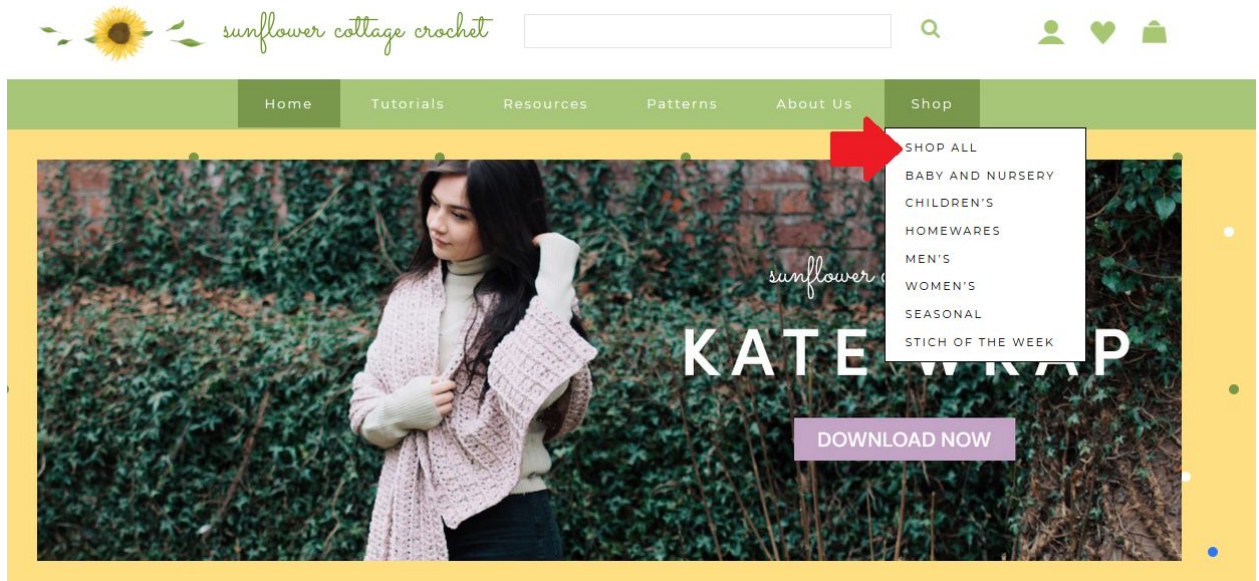 sunflower cottage crochet
Home Tutorials Resources Patterns About Us Shop
SHOP ALL
BABY AND NURSERY
CHILDREN'S
HOMEWARES
MEN'S
WOMEN'S
SEASONAL
STICH OF THE WEEK
sunflower
KATE WRAP
DOWNLOAD NOW